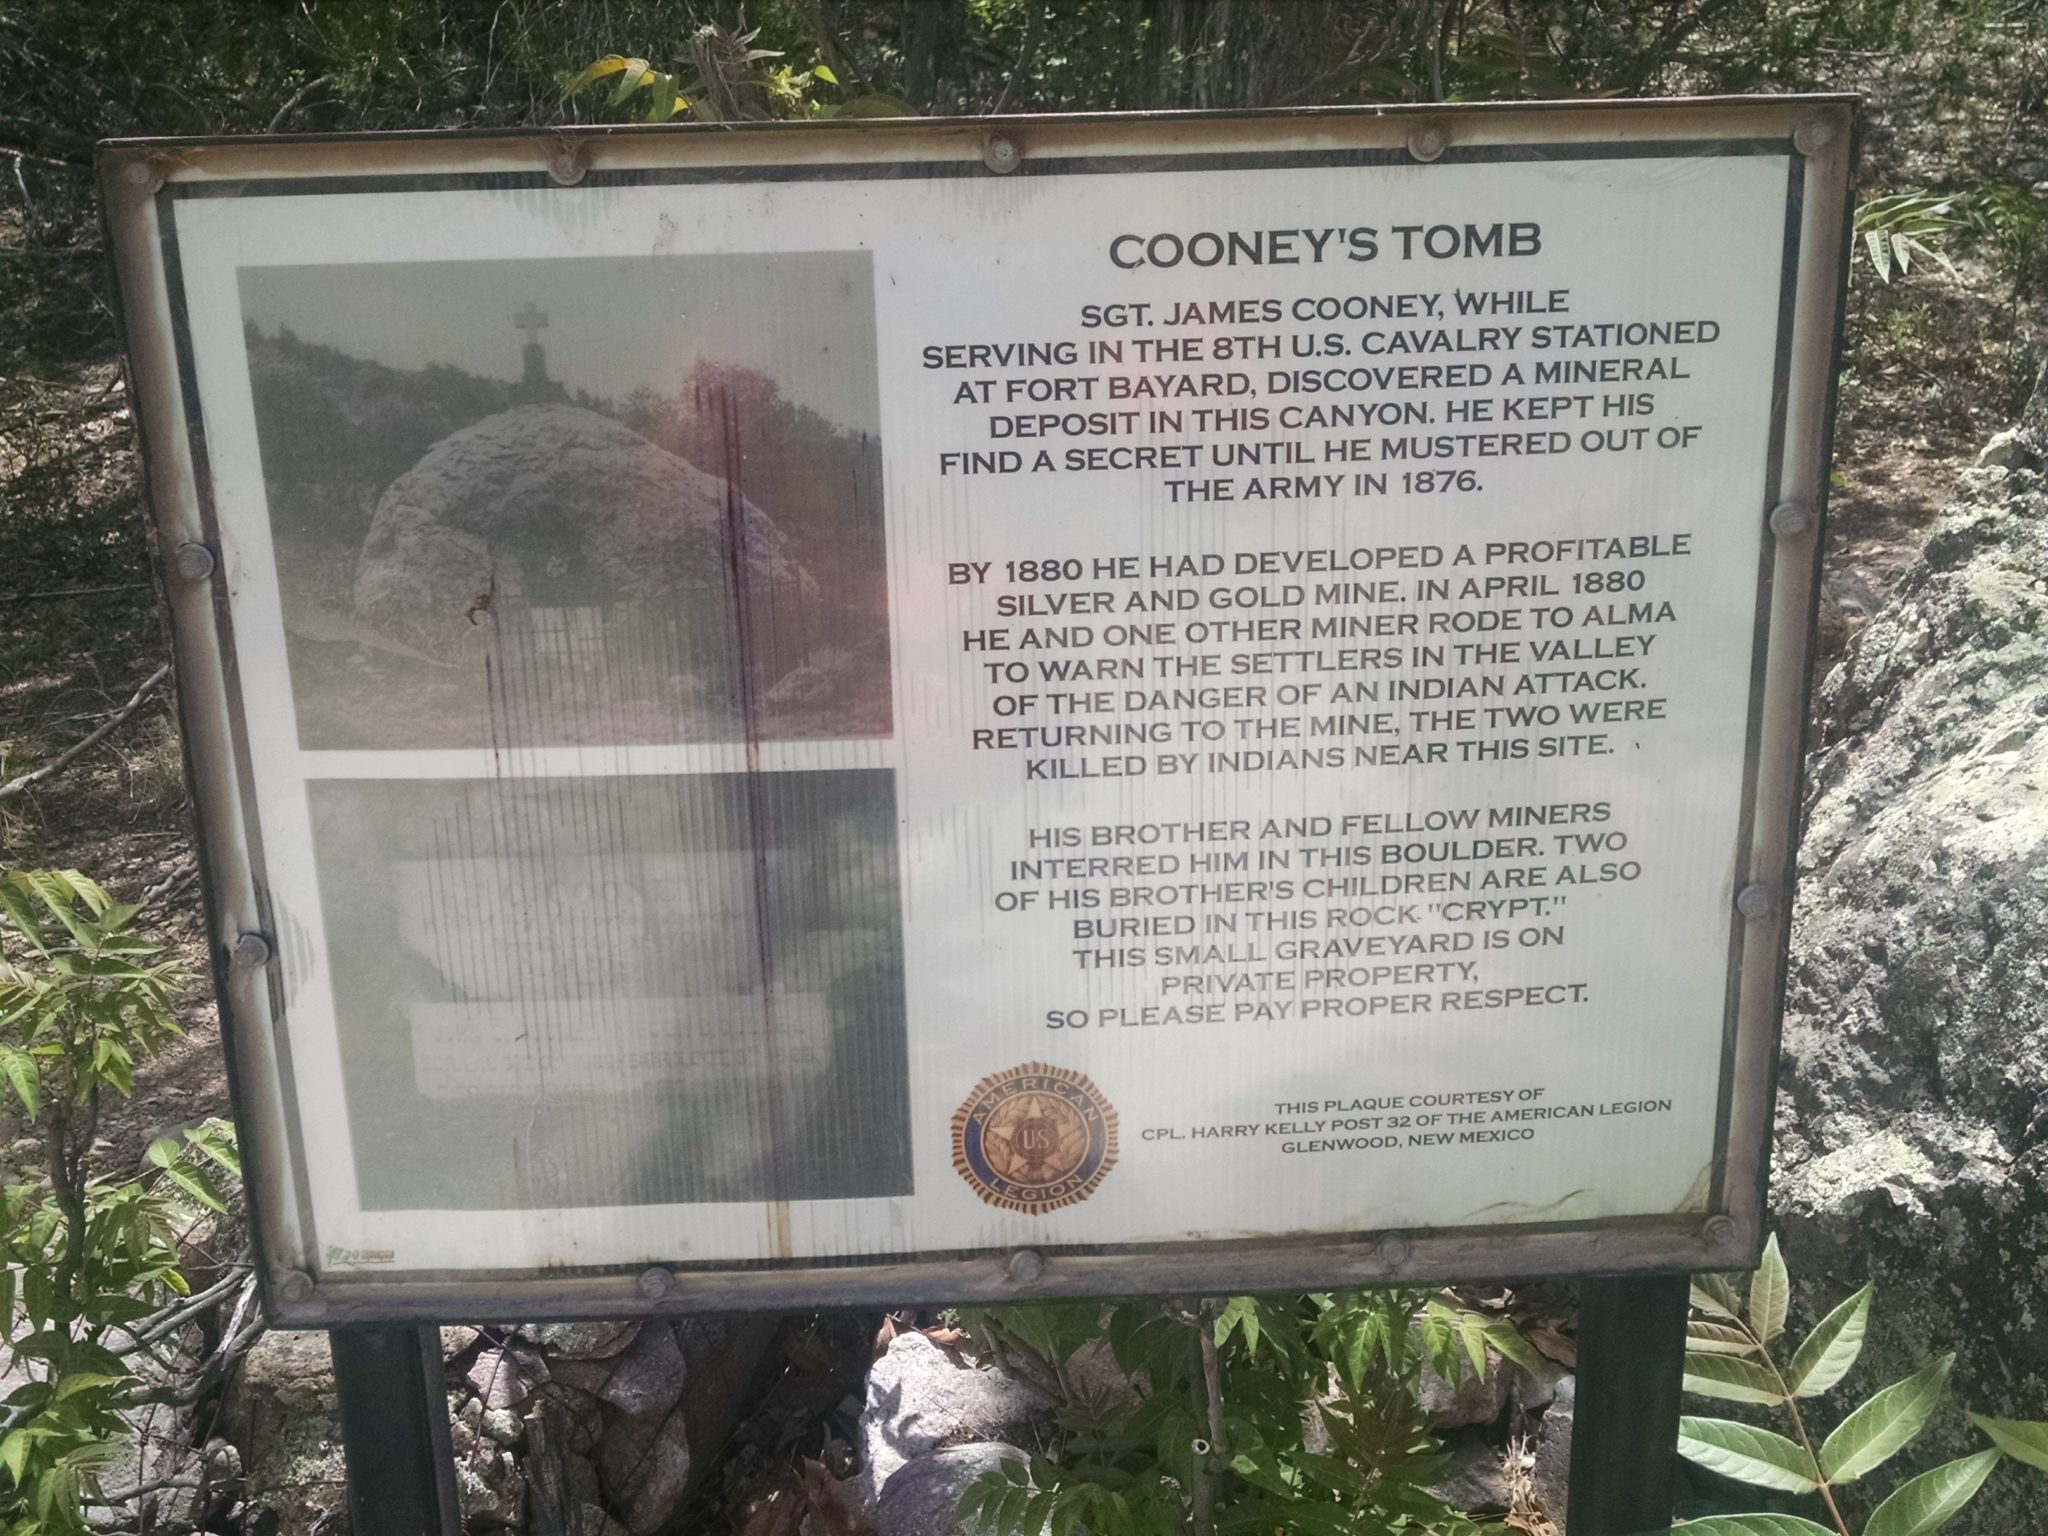 COONEY'S TOMB
SGT. JAMES COONEY, WHILE
SERVING IN THE 8TH U.S. CAVALRY STATIONED
AT FORT BAYARD, DISCOVERED A MINERAL
DEPOSIT IN THIS CANYON. HE KEPT HIS
FIND A SECRET UNTIL HE MUSTERED OUT OF
THE ARMY IN 1876.
BY 1880 HE HAD DEVELOPED A PROFITABLE
SILVER AND GOLD MINE. IN APRIL 1880
HE AND ONE OTHER MINER RODE TO ALMA
TO WARN THE SETTLERS IN THE VALLEY
OF THE DANGER OF AN INDIAN ATTACK.
RETURNING TO THE MINE, THE TWO WERE
KILLED BY INDIANS NEAR THIS SITE.
HIS BROTHER AND FELLOW MINERS
INTERRED HIM IN THIS BOULDER. TWO
OF HIS BROTHER'S CHILDREN ARE ALSO
BURIED IN THIS ROCK "CRYPT."
THIS SMALL GRAVEYARD IS ON
PRIVATE PROPERTY,
SO PLEASE PAY PROPER RESPECT.
AMERICAN
US
LEGION
THIS PLAQUE COURTESY OF
CPL. HARRY KELLY POST 32 OF THE AMERICAN LEGION
GLENWOOD, NEW MEXICO